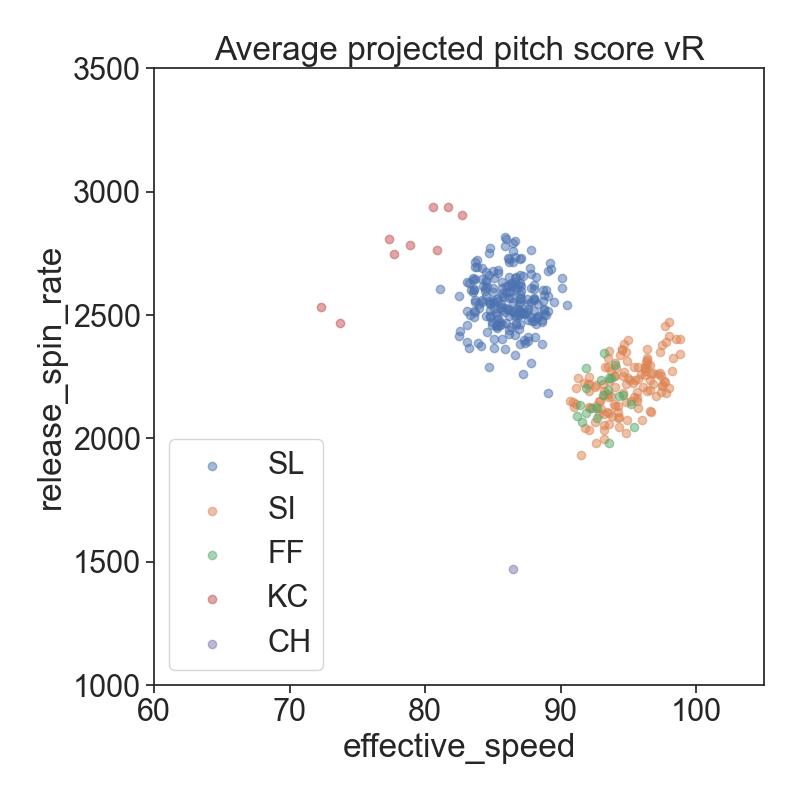 Average projected pitch score vR
3500
3000
2500
2000
1500
1000
release_spin_rate
SL
SI
FF
KC
CH
60
70
80
90
100
effective_speed